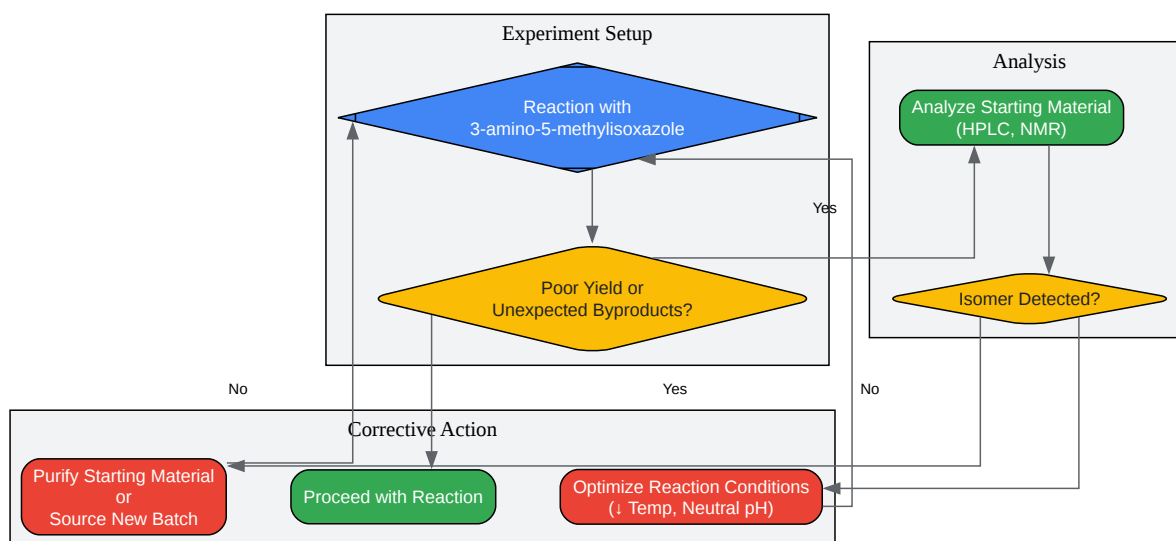 Experiment Setup
Reaction with
3-amino-5-methylisoxazole
Analysis
Analyze Starting Material
(HPLC, NMR)
Yes
Poor Yield or
Unexpected Byproducts?
Isomer Detected?
No
Yes
No
Corrective Action
Purify Starting Material
or
Source New Batch
Proceed with Reaction
Optimize Reaction Conditions
(↓ Temp, Neutral pH)